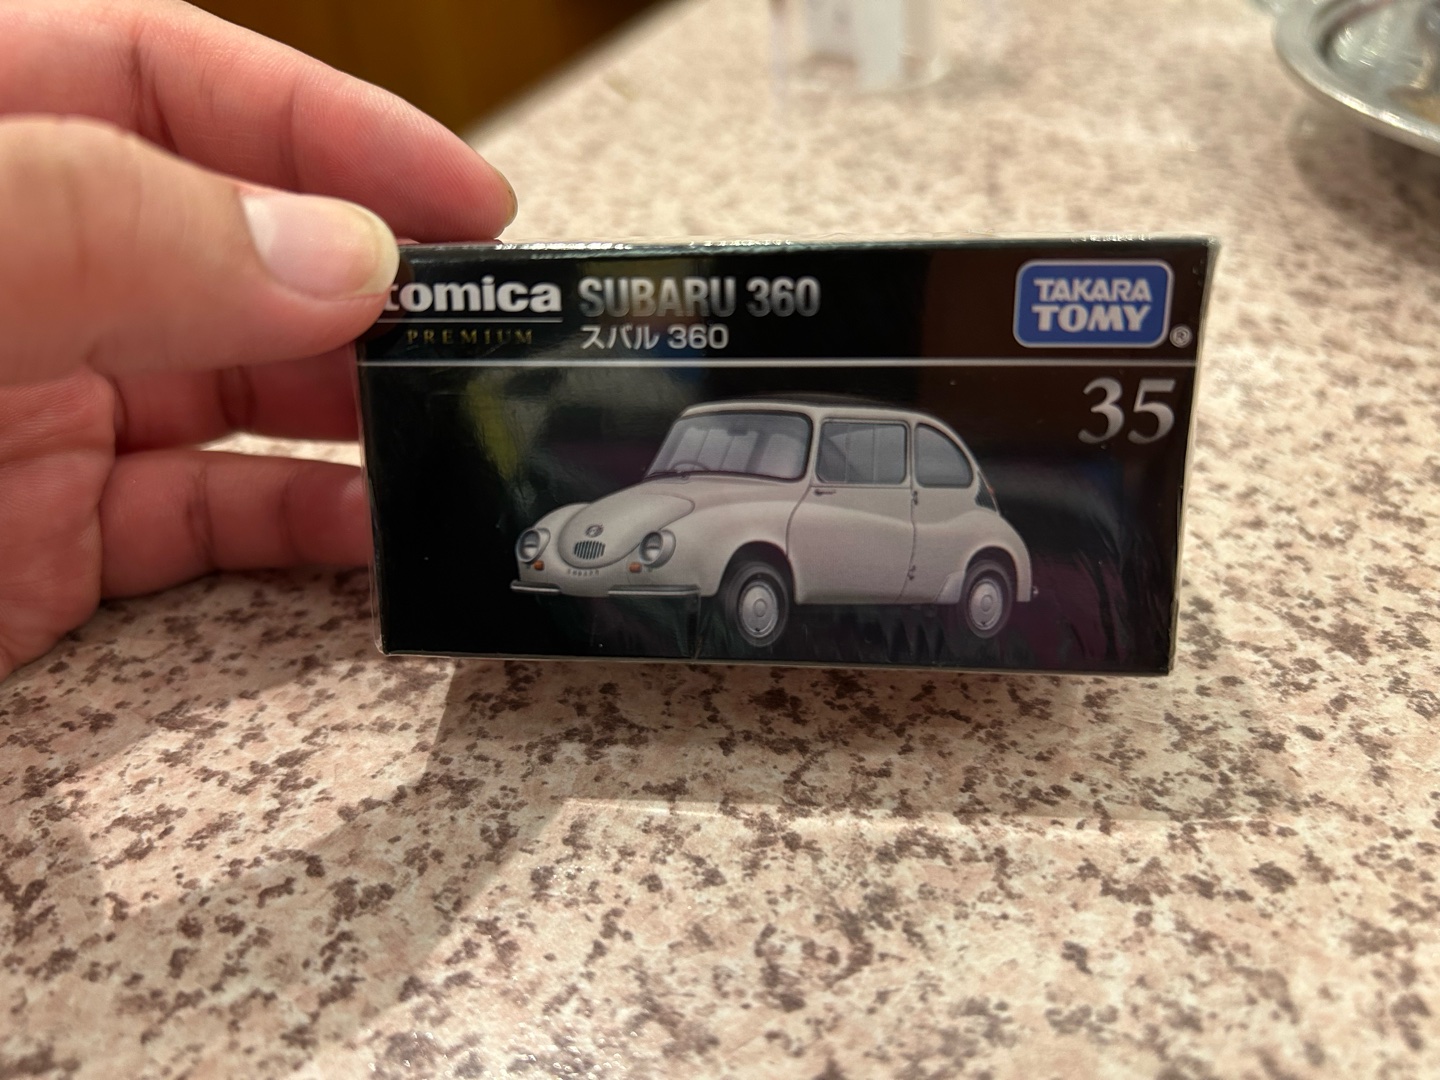 tomica
PREMIUM
SUBARU 360
スバル 360
TAKARA
TOMY
®
35